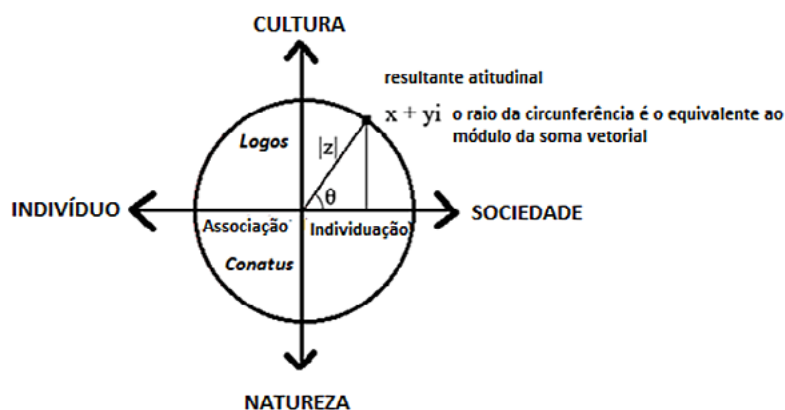 CULTURA
resultante atitudinal
x + yi o raio da circunferência é o equivalente ao
módulo da soma vetorial
Logos
|z|
θ
INDIVÍDUO
SOCIEDADE
Associação
Individuação
Conatus
NATUREZA